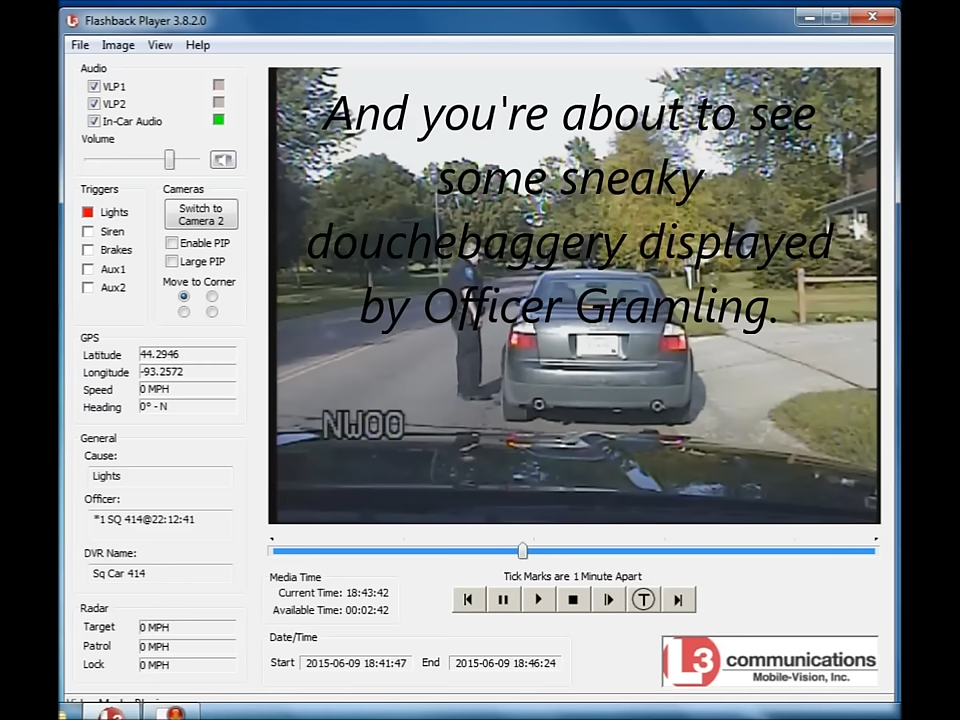 Flashback Player 3.8.2.0
File Image View Help
Audio
VLP1
VLP2
In-Car Audio
Volume
Triggers
Lights
Siren
Brakes
Aux1
Aux2
Cameras
Switch to
Camera 2
Enable PIP
Large PIP
Move to Corner
GPS
Latitude 44.2946
Longitude -93.2572
Speed 0 MPH
Heading 0° - N
General
Cause:
Lights
Officer:
*1 SQ 414@22:12:41
DVR Name:
Sq Car 414
Radar
Target 0 MPH
Patrol 0 MPH
Lock 0 MPH
And you're about to see
some sneaky
douchebaggery displayed
by Officer Gramling.
NW00
Media Time
Current Time: 18:43:42
Available Time: 00:02:42
Tick Marks are 1 Minute Apart
T
Date/Time
Start 2015-06-09 18:41:47 End 2015-06-09 18:46:24
L3 communications
Mobile-Vision, Inc.